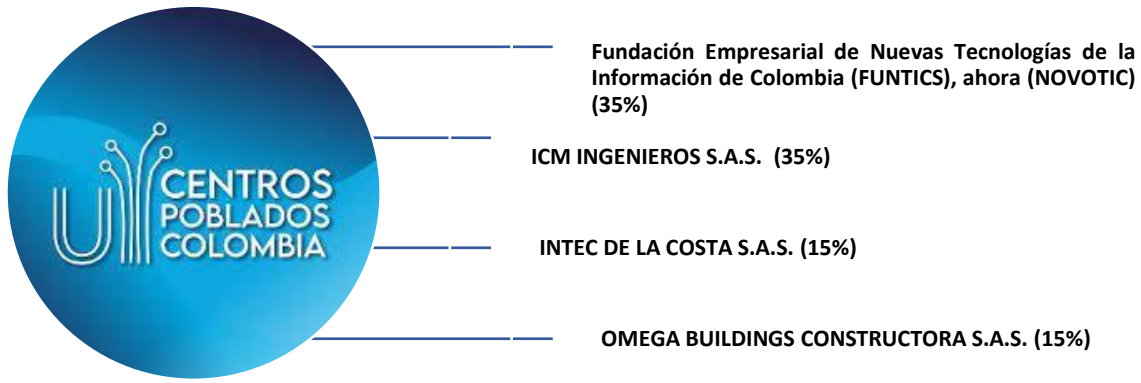 Fundación Empresarial de Nuevas Tecnologías de la
Información de Colombia (FUNTICS), ahora (NOVOTIC)
(35%)
ICM INGENIEROS S.A.S. (35%)
UT CENTROS
POBLADOS
COLOMBIA
INTEC DE LA COSTA S.A.S. (15%)
OMEGA BUILDINGS CONSTRUCTORA S.A.S. (15%)